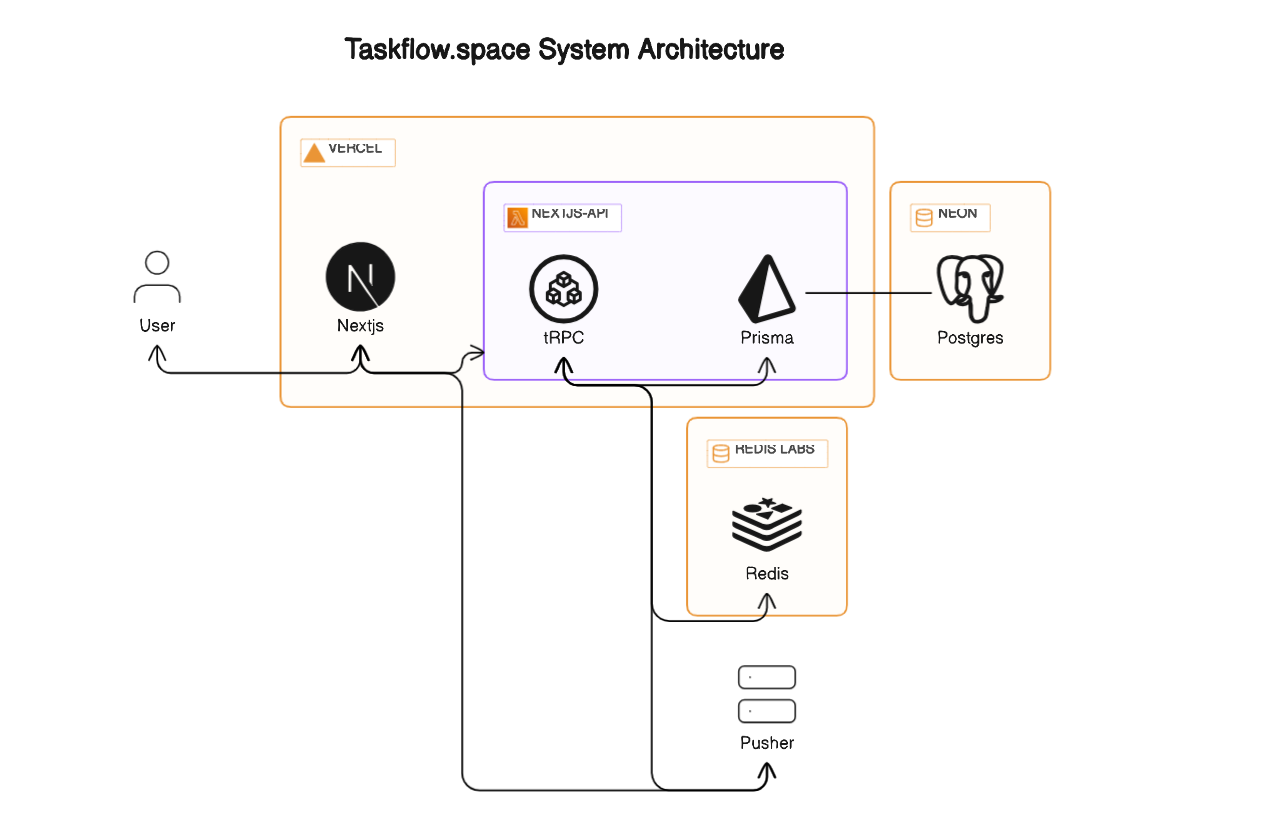 Taskflow.space System Architecture
VERCEL
NEXTJS-API
NEON
User
Nextjs
tRPC
Prisma
Postgres
REDIS LABS
Redis
Pusher